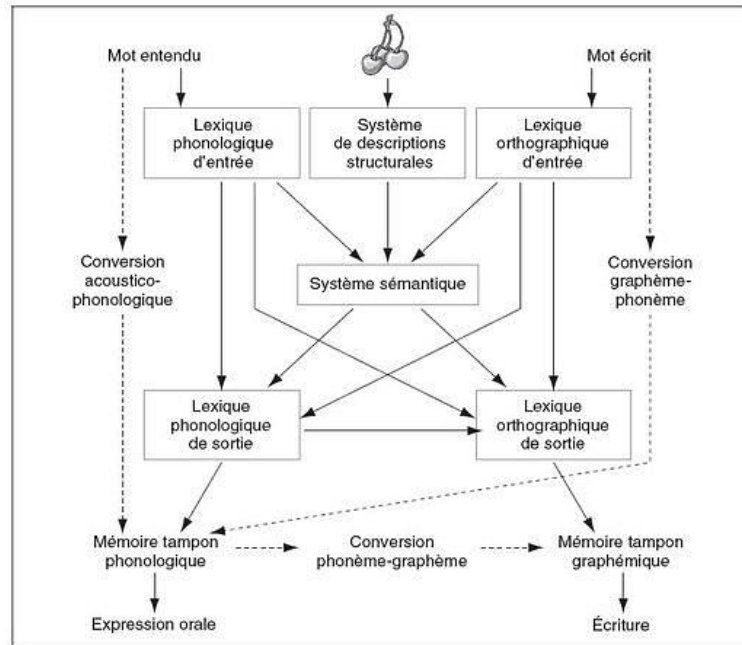 Mot entendu
Mot écrit
Lexique
phonologique
d'entrée
Système
de descriptions
structurales
Lexique
orthographique
d'entrée
Conversion
acoustico-
phonologique
Système sémantique
Conversion
graphème-
phonème
Lexique
phonologique
de sortie
Lexique
orthographique
de sortie
Mémoire tampon
phonologique
Conversion
phonème-graphème
Mémoire tampon
graphémique
Expression orale
Écriture